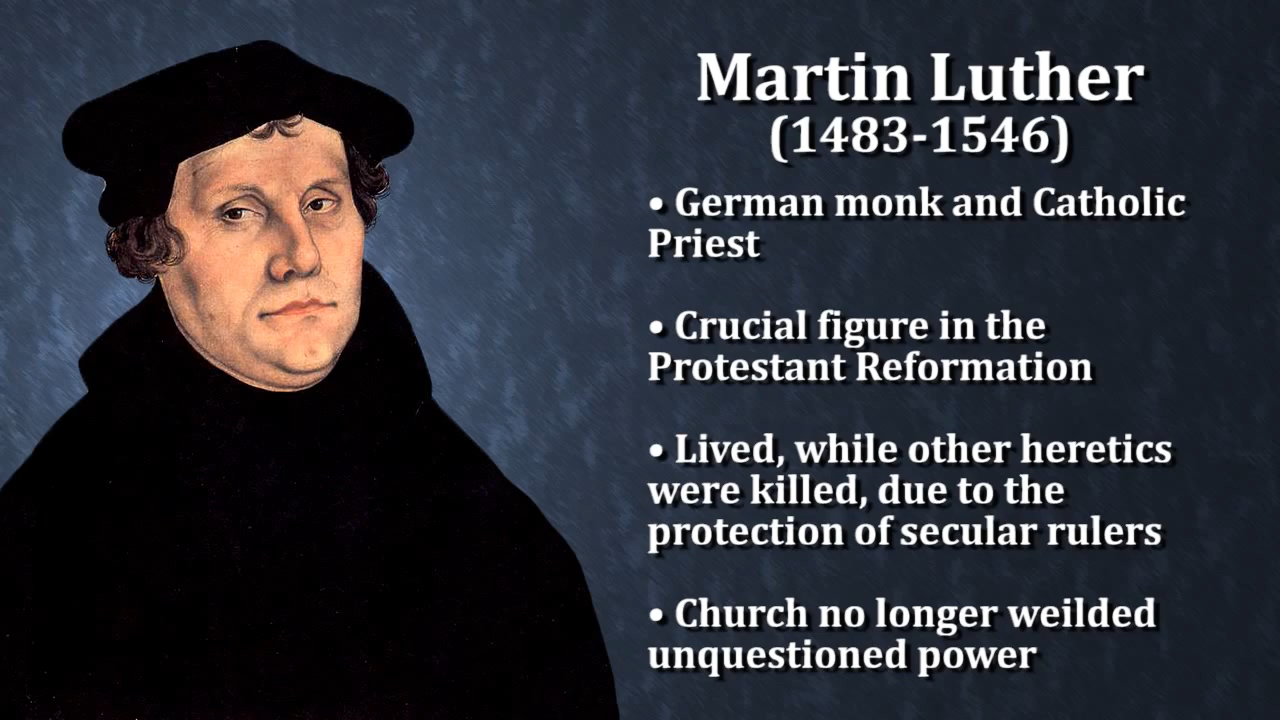 Martin Luther
(1483-1546)
• German monk and Catholic
Priest
• Crucial figure in the
Protestant Reformation
• Lived, while other heretics
were killed, due to the
protection of secular rulers
• Church no longer weilded
unquestioned power